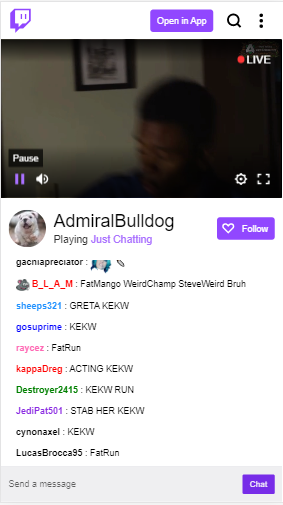 Open in App
LIVE
Pause
AdmiralBulldog
Playing Just Chatting
Follow
gachiapreciator :
B_L_A_M : FatMango WeirdChamp SteveWeird Bruh
sheeps321 : GRETA KEKW
gosuprime : KEKW
raycez : FatRun
kappaDreg : ACTING KEKW
Destroyer2415 : KEKW RUN
JediPat501 : STAB HER KEKW
cynonaxel : KEKW
LucasBrocca95 : FatRun
Send a message
Chat